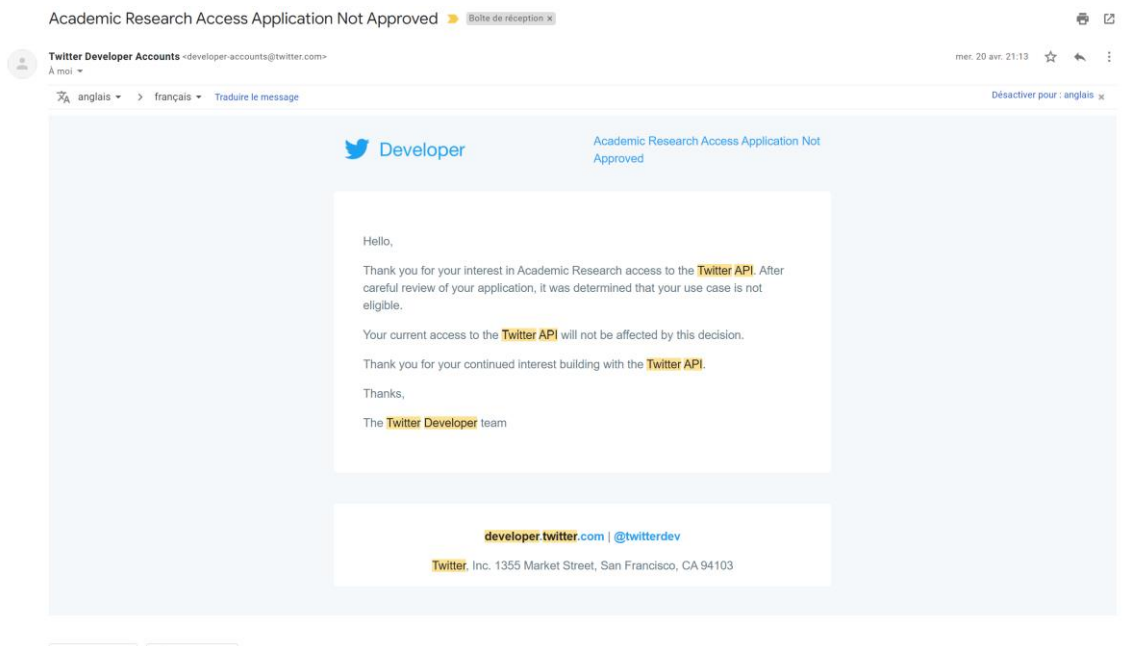 Academic Research Access Application Not Approved Boîte de réception ×
Twitter Developer Accounts <developer-accounts@twitter.com>
mer. 20 avr. 21:13
À moi
anglais > français Traduire le message
Désactiver pour : anglais ×
Developer
Academic Research Access Application Not
Approved
Hello,
Thank you for your interest in Academic Research access to the Twitter API. After
careful review of your application, it was determined that your use case is not
eligible.
Your current access to the Twitter API will not be affected by this decision.
Thank you for your continued interest building with the Twitter API.
Thanks,
The Twitter Developer team
developer.twitter.com | @twitterdev
Twitter, Inc. 1355 Market Street, San Francisco, CA 94103